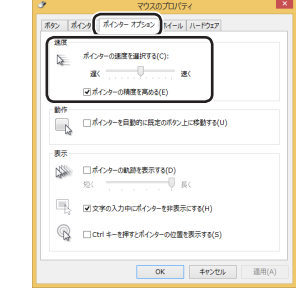 マウスのプロパティ
ボタン ポインタ ポインター オプション ホイール ハードウェア
速度
ポインターの速度を選択する(C):
遅く 速く
ポインターの精度を高める(E)
動作
ポインターを自動的に既定のボタン上に移動する(U)
表示
ポインターの軌跡を表示する(D)
短く 長く
文字の入力中にポインターを非表示にする(H)
Ctrl キーを押すとポインターの位置を表示する(S)
OK キャンセル 適用(A)